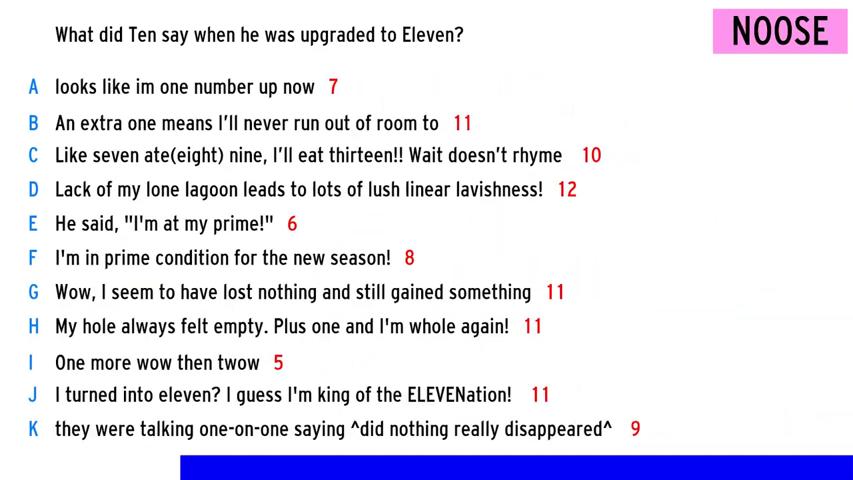 What did Ten say when he was upgraded to Eleven?
NOOSE
A looks like im one number up now 7
B An extra one means I'll never run out of room to 11
C Like seven ate(eight) nine, I'll eat thirteen!! Wait doesn't rhyme 10
D Lack of my lone lagoon leads to lots of lush linear lavishness! 12
E He said, "I'm at my prime!" 6
F I'm in prime condition for the new season! 8
G Wow, I seem to have lost nothing and still gained something 11
H My hole always felt empty. Plus one and I'm whole again! 11
I One more wow then twow 5
J I turned into eleven? I guess I'm king of the ELEVENation! 11
K they were talking one-on-one saying ^did nothing really disappeared^ 9